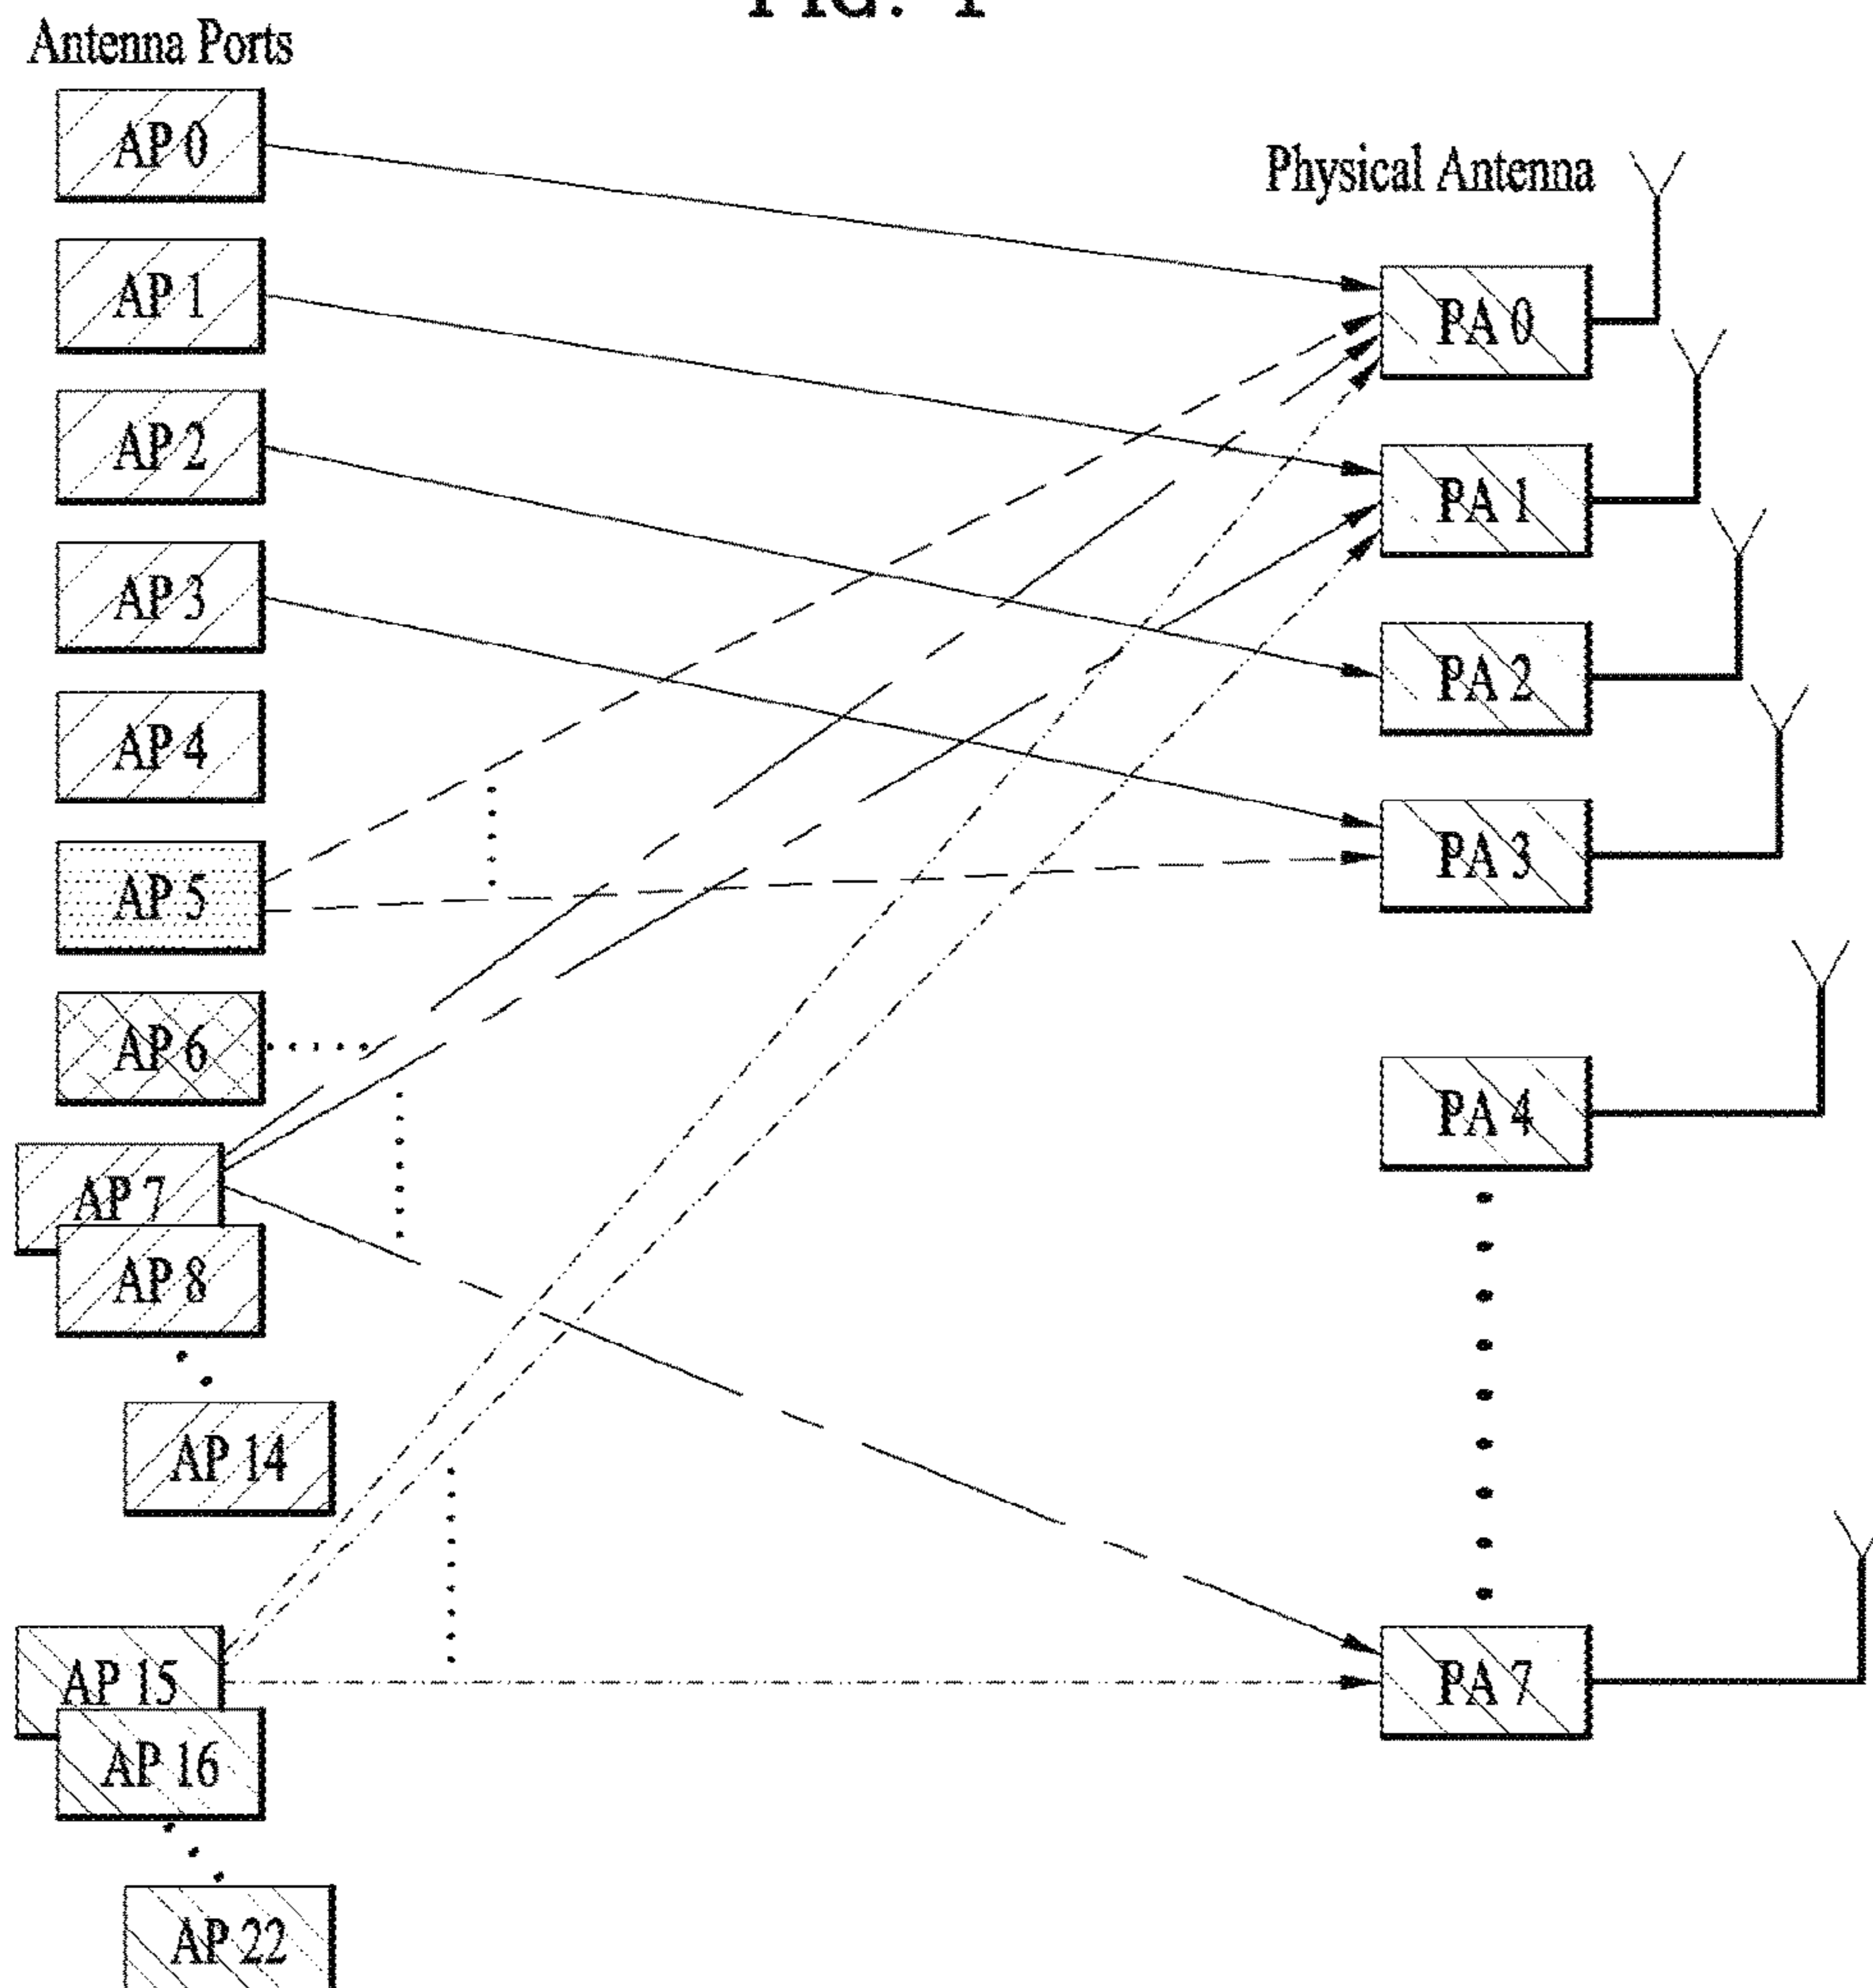 FIG. 1
Antenna Ports
Physical Antenna
AP 0
AP 1
AP 2
AP 3
AP 4
AP 5
AP 6
AP 7
AP 8
AP 14
AP 15
AP 16
AP 22
PA 0
PA 1
PA 2
PA 3
PA 4
PA 7